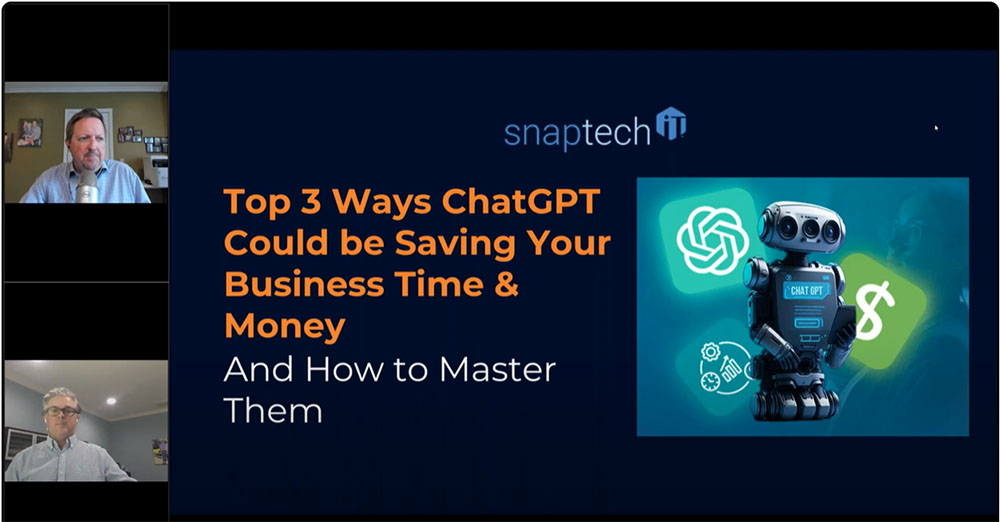 snaptech IT
Top 3 Ways ChatGPT
Could be Saving Your
Business Time &
Money
And How to Master
Them
CHAT GPT
$